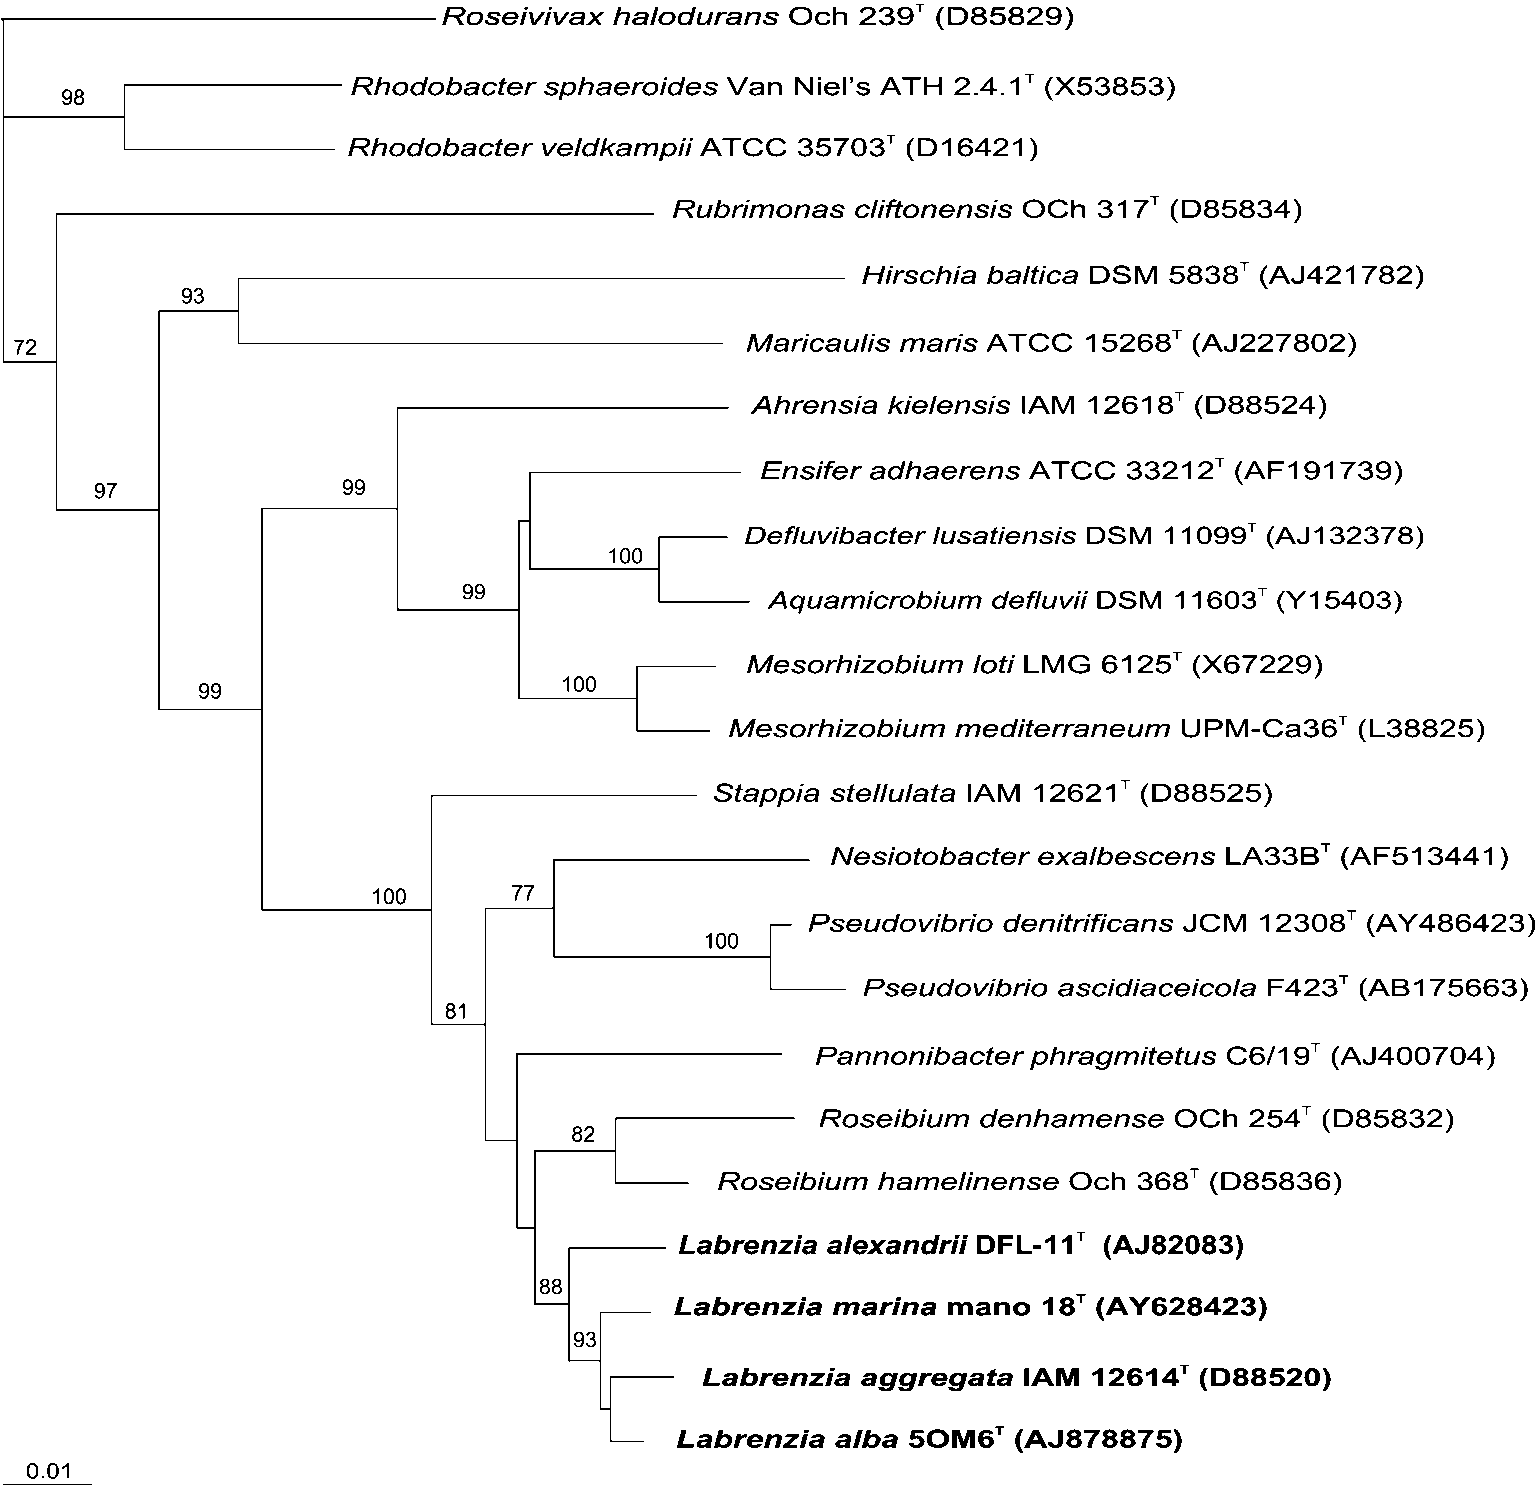 Roseivivax halodurans Och 239ᵀ (D85829)
98
Rhodobacter sphaeroides Van Niel's ATH 2.4.1ᵀ (X53853)
Rhodobacter veldkampii ATCC 35703ᵀ (D16421)
Rubrimonas cliftonensis OCh 317ᵀ (D85834)
Hirschia baltica DSM 5838ᵀ (AJ421782)
93
Maricaulis maris ATCC 15268ᵀ (AJ227802)
72
Ahrensia kielensis IAM 12618ᵀ (D88524)
Ensifer adhaerens ATCC 33212ᵀ (AF191739)
97
99
Defluvibacter lusatiensis DSM 11099ᵀ (AJ132378)
100
Aquamicrobium defluvii DSM 11603ᵀ (Y15403)
99
Mesorhizobium loti LMG 6125ᵀ (X67229)
99
100
Mesorhizobium mediterraneum UPM-Ca36ᵀ (L38825)
Stappia stellulata IAM 12621ᵀ (D88525)
Nesiotobacter exalbescens LA33Bᵀ (AF513441)
100
77
Pseudovibrio denitrificans JCM 12308ᵀ (AY486423)
100
Pseudovibrio ascidiaceicola F423ᵀ (AB175663)
81
Pannonibacter phragmitetus C6/19ᵀ (AJ400704)
Roseibium denhamense OCh 254ᵀ (D85832)
82
Roseibium hamelinense Och 368ᵀ (D85836)
Labrenzia alexandrii DFL-11ᵀ (AJ82083)
88
Labrenzia marina mano 18ᵀ (AY628423)
93
Labrenzia aggregata IAM 12614ᵀ (D88520)
Labrenzia alba 5OM6ᵀ (AJ878875)
0.01